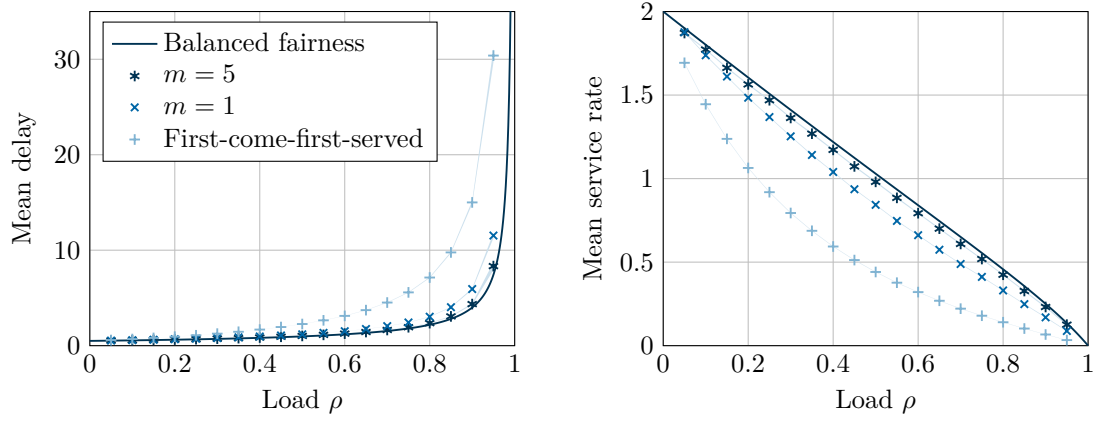 Mean delay
30
20
10
0
Balanced fairness
m = 5
m = 1
First-come-first-served
0 0.2 0.4 0.6 0.8 1
Load ρ
Mean service rate
2
1.5
1
0.5
0
0 0.2 0.4 0.6 0.8 1
Load ρ